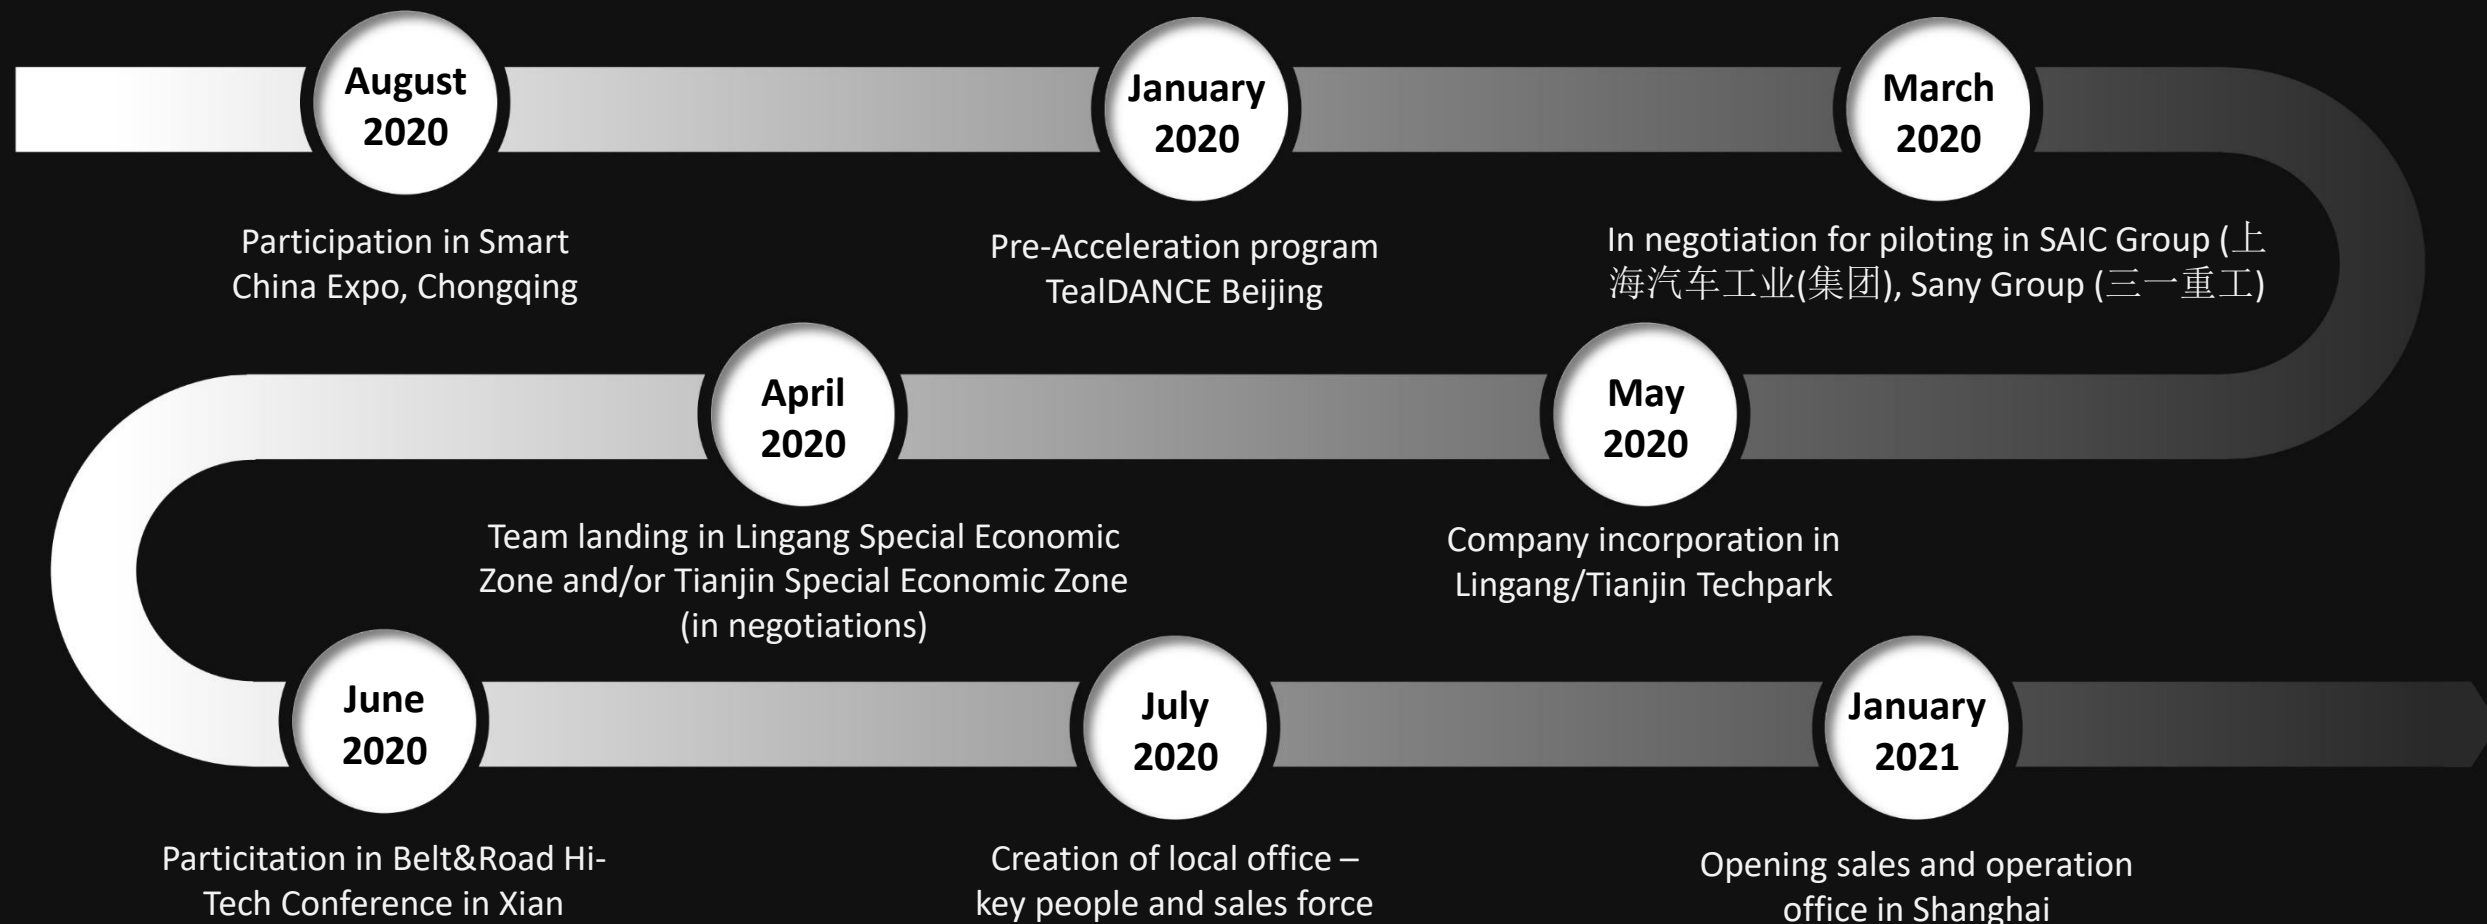 August
2020
Participation in Smart
China Expo, Chongqing
January
2020
Pre-Acceleration program
TealDANCE Beijing
March
2020
In negotiation for piloting in SAIC Group (上
海汽车工业(集团), Sany Group (三一重工)
April
2020
Team landing in Lingang Special Economic
Zone and/or Tianjin Special Economic Zone
(in negotiations)
May
2020
Company incorporation in
Lingang/Tianjin Techpark
June
2020
Particitation in Belt&Road Hi-
Tech Conference in Xian
July
2020
Creation of local office –
key people and sales force
January
2021
Opening sales and operation
office in Shanghai